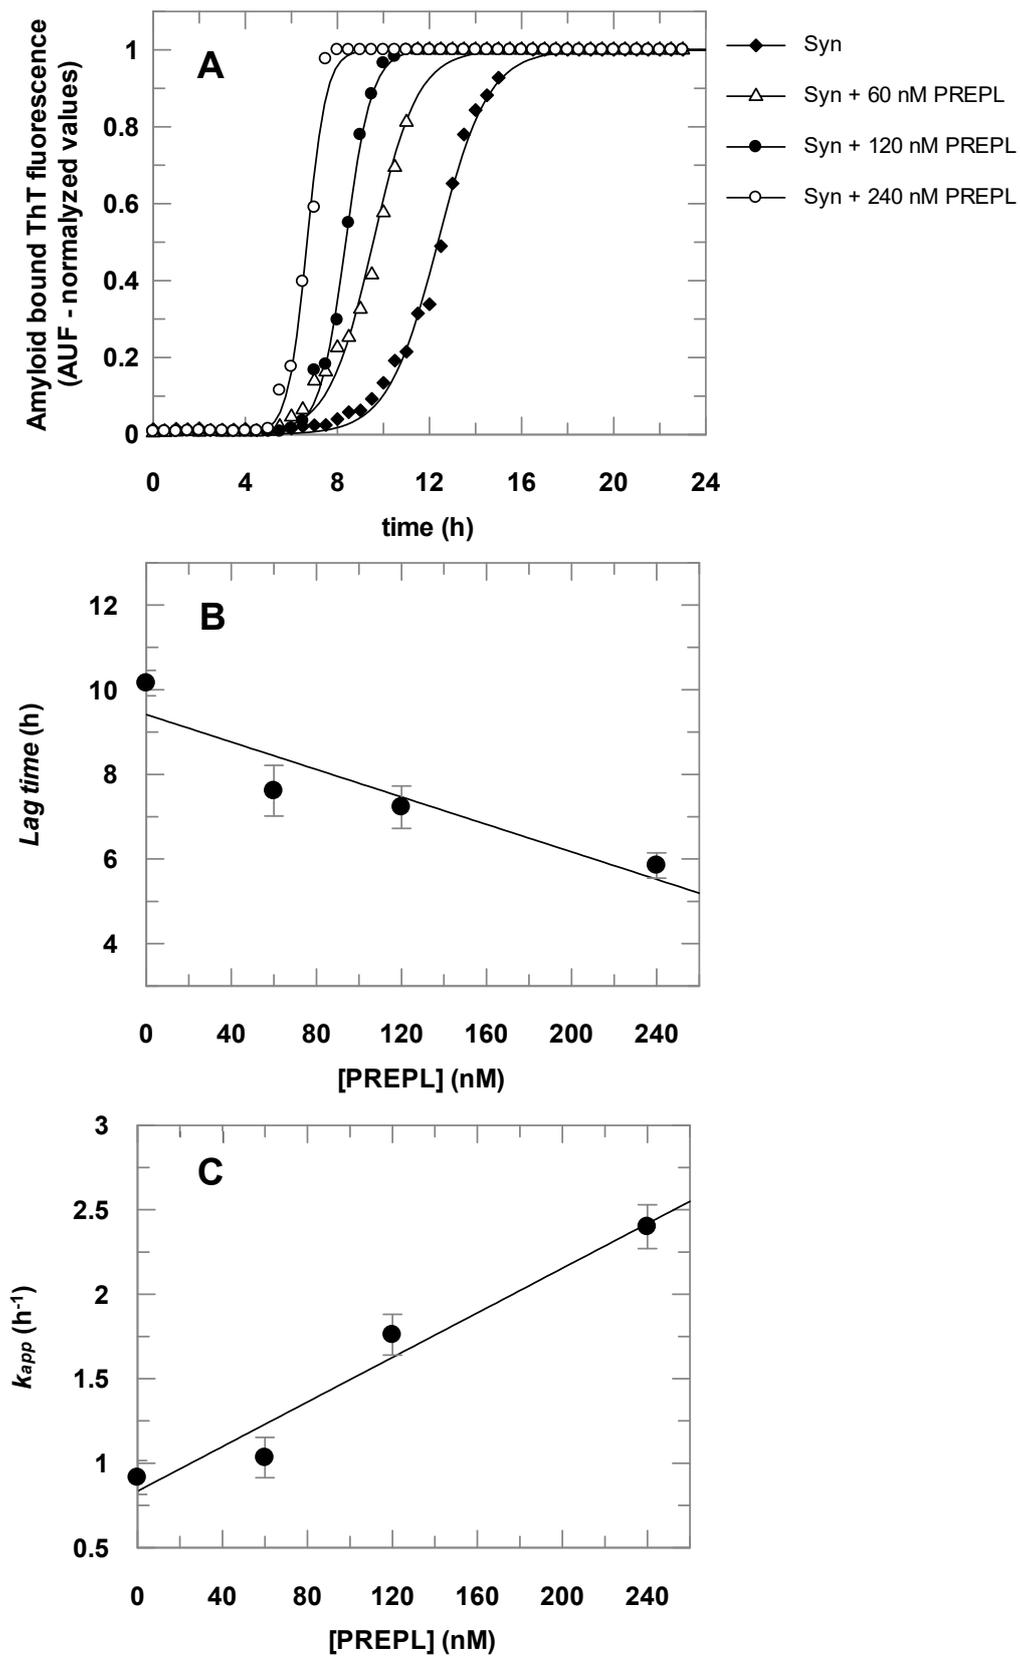 A
Amyloid bound ThT fluorescence
(AUF - normalized values)
1
0.8
0.6
0.4
0.2
0
0 4 8 12 16 20 24
time (h)
Syn
Syn + 60 nM PREPL
Syn + 120 nM PREPL
Syn + 240 nM PREPL
B
Lag time (h)
12
10
8
6
4
0 40 80 120 160 200 240
[PREPL] (nM)
C
kapp (h-1)
3
2.5
2
1.5
1
0.5
0 40 80 120 160 200 240
[PREPL] (nM)